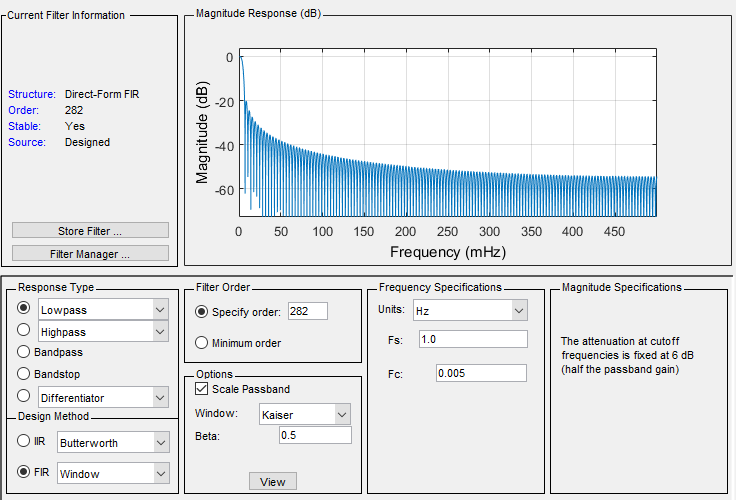 Current Filter Information
Structure: Direct-Form FIR
Order: 282
Stable: Yes
Source: Designed
Store Filter ...
Filter Manager ...
Magnitude Response (dB)
Magnitude (dB)
0
-20
-40
-60
0 50 100 150 200 250 300 350 400 450
Frequency (mHz)
Response Type
Lowpass
Highpass
Bandpass
Bandstop
Differentiator
Design Method
IIR Butterworth
FIR Window
Filter Order
Specify order: 282
Minimum order
Options
Scale Passband
Window: Kaiser
Beta: 0.5
View
Frequency Specifications
Units: Hz
Fs: 1.0
Fc: 0.005
Magnitude Specifications
The attenuation at cutoff
frequencies is fixed at 6 dB
(half the passband gain)